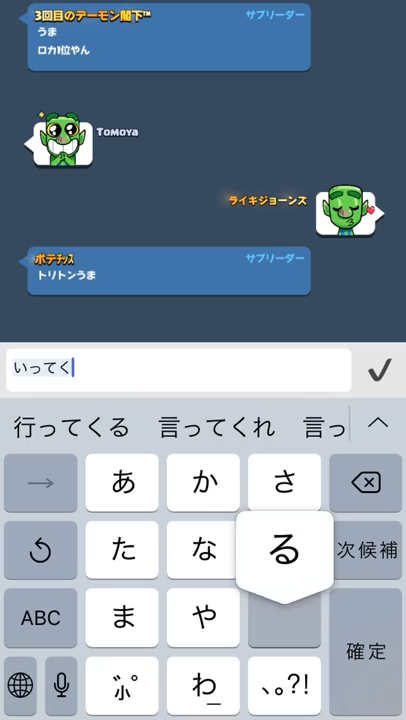 3回目のデーモン閣下™ サブリーダー
うま
ロカ1位やん
Tomoya
ライキジョーンズ
ポテチッス サブリーダー
トリトンうま
いってく
行ってくる 言ってくれ 言っ
→ あ か さ
た な る 次候補
ABC ま や
確定
小 わ 、。?!